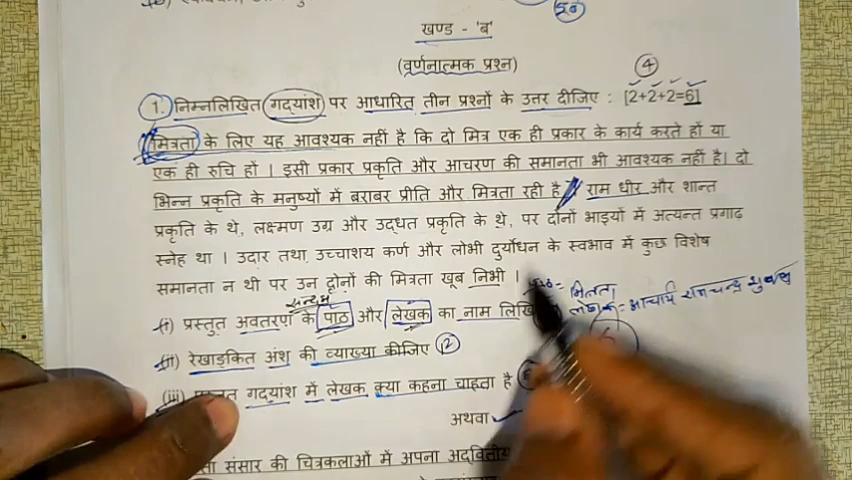 खण्ड - 'ब'
(वर्णनात्मक प्रश्न)
④
1. निम्नलिखित गद्यांश पर आधारित तीन प्रश्नों के उत्तर दीजिए : [2+2+2=6]
मित्रता के लिए यह आवश्यक नहीं है कि दो मित्र एक ही प्रकार के कार्य करते हों या
एक ही रुचि हों । इसी प्रकार प्रकृति और आचरण की समानता भी आवश्यक नहीं है। दो
भिन्न प्रकृति के मनुष्यों में बराबर प्रीति और मित्रता रही है । राम धीर और शान्त
प्रकृति के थे, लक्ष्मण उग्र और उद्धत प्रकृति के थे, पर दोनों भाइयों में अत्यन्त प्रगाढ़
स्नेह था । उदार तथा उच्चाशय कर्ण और लोभी दुर्योधन के स्वभाव में कुछ विशेष
समानता न थी पर उन दोनों की मित्रता खूब निभी ।
पाठ - मित्रता
सन्दर्भ
(i) प्रस्तुत अवतरण के पाठ और लेखक का नाम
लेखक - आचार्य रामचन्द्र शुक्ल
(ii) रेखांकित अंश की व्याख्या कीजिए
(iii) गद्यांश में लेखक क्या कहना चाहता है
अथवा
संसार की चित्रकलाओं में अपना अद्वितीय